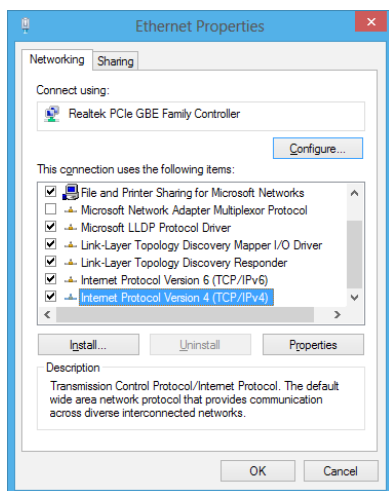 Ethernet Properties
Networking
Sharing
Connect using:
Realtek PCIe GBE Family Controller
Configure...
This connection uses the following items:
File and Printer Sharing for Microsoft Networks
Microsoft Network Adapter Multiplexor Protocol
Microsoft LLDP Protocol Driver
Link-Layer Topology Discovery Mapper I/O Driver
Link-Layer Topology Discovery Responder
Internet Protocol Version 6 (TCP/IPv6)
Internet Protocol Version 4 (TCP/IPv4)
Install...
Uninstall
Properties
Description
Transmission Control Protocol/Internet Protocol. The default
wide area network protocol that provides communication
across diverse interconnected networks.
OK
Cancel